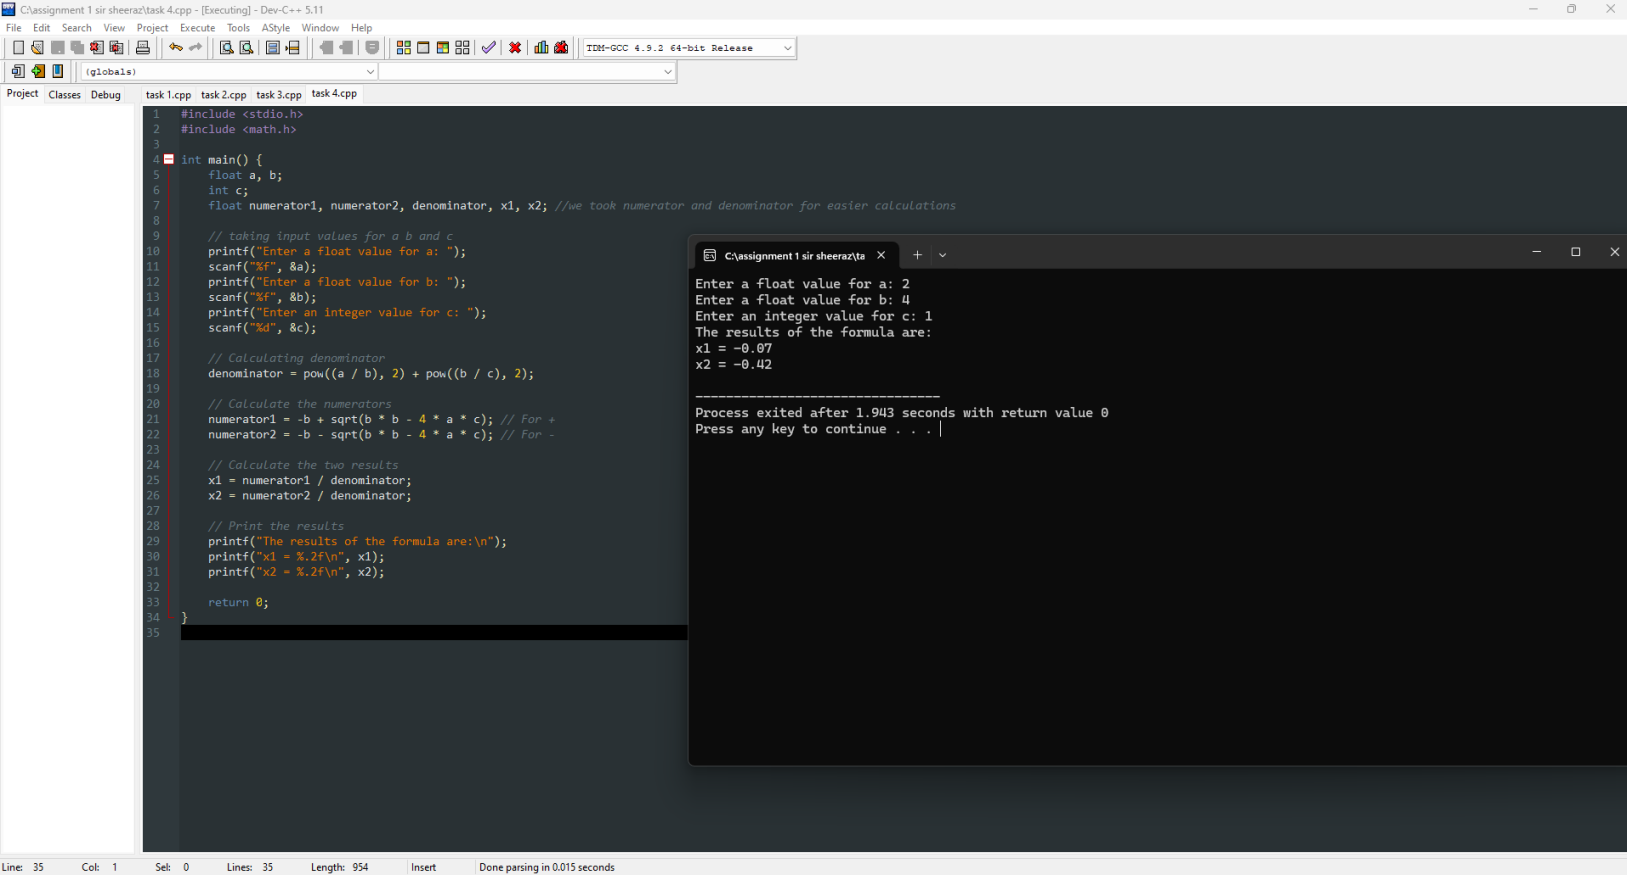 C:\assignment 1 sir sheeraz\task 4.cpp - [Executing] - Dev-C++ 5.11
File Edit Search View Project Execute Tools AStyle Window Help
TDM-GCC 4.9.2 64-bit Release
(globals)
Project Classes Debug
task 1.cpp task 2.cpp task 3.cpp task 4.cpp
1 #include <stdio.h>
2 #include <math.h>
3
4 int main() {
5 float a, b;
6 int c;
7 float numerator1, numerator2, denominator, x1, x2; //we took numerator and denominator for easier calculations
8
9 // taking input values for a b and c
10 printf("Enter a float value for a: ");
11 scanf("%f", &a);
12 printf("Enter a float value for b: ");
13 scanf("%f", &b);
14 printf("Enter an integer value for c: ");
15 scanf("%d", &c);
16
17 // Calculating denominator
18 denominator = pow((a / b), 2) + pow((b / c), 2);
19
20 // Calculate the numerators
21 numerator1 = -b + sqrt(b * b - 4 * a * c); // For +
22 numerator2 = -b - sqrt(b * b - 4 * a * c); // For -
23
24 // Calculate the two results
25 x1 = numerator1 / denominator;
26 x2 = numerator2 / denominator;
27
28 // Print the results
29 printf("The results of the formula are:\n");
30 printf("x1 = %.2f\n", x1);
31 printf("x2 = %.2f\n", x2);
32
33 return 0;
34 }
35
C:\assignment 1 sir sheeraz\ta
Enter a float value for a: 2
Enter a float value for b: 4
Enter an integer value for c: 1
The results of the formula are:
x1 = -0.07
x2 = -0.42
--------------------------------
Process exited after 1.943 seconds with return value 0
Press any key to continue . . .
Line: 35 Col: 1 Sel: 0 Lines: 35 Length: 954 Insert Done parsing in 0.015 seconds